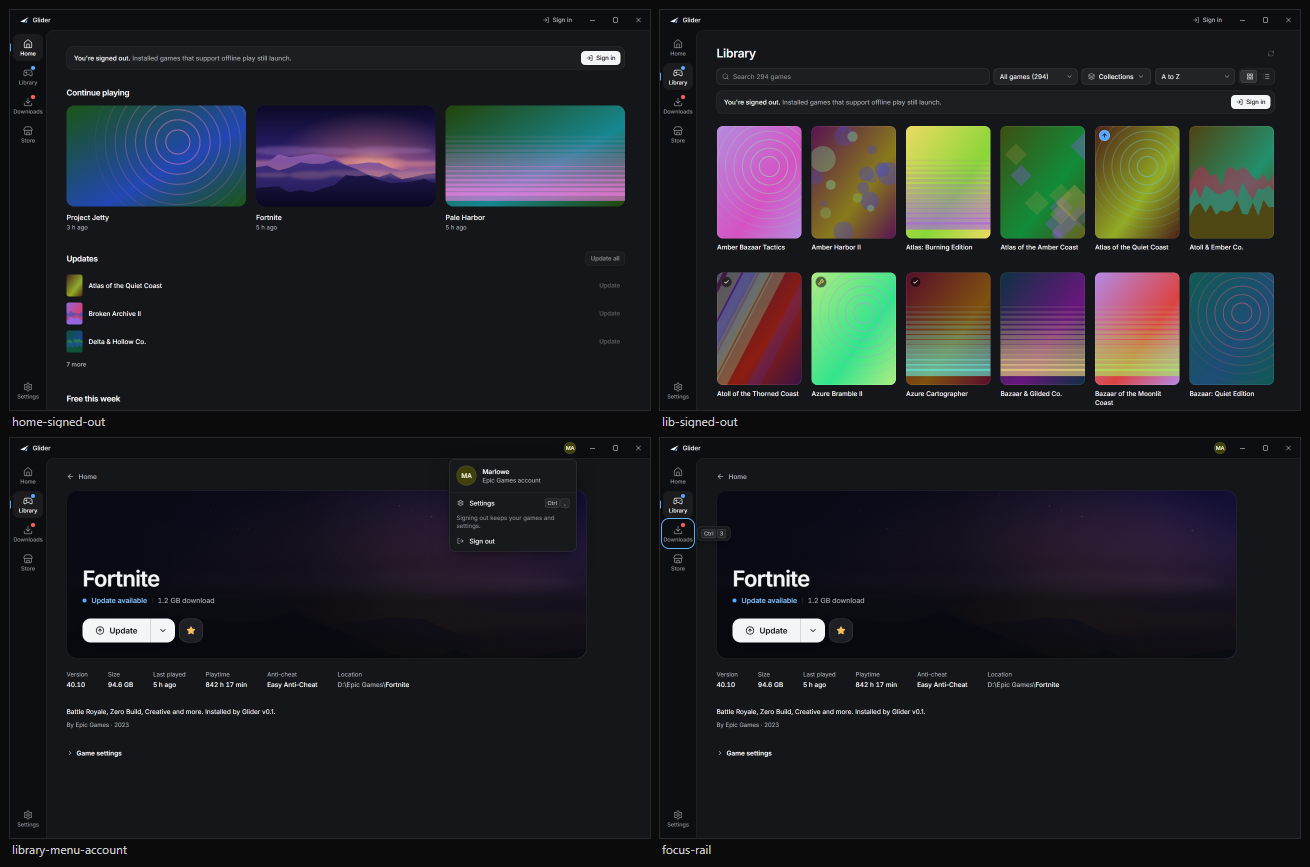 Glider
Sign in
Home
Library
Downloads
Store
Settings
You're signed out. Installed games that support offline play still launch.
Sign in
Continue playing
Project Jetty
3 h ago
Fortnite
5 h ago
Pale Harbor
5 h ago
Updates
Update all
Atlas of the Quiet Coast
Update
Broken Archive II
Update
Delta & Hollow Co.
Update
7 more
Free this week
home-signed-out
Glider
Sign in
Home
Library
Downloads
Store
Settings
Library
Search 294 games
All games (294)
Collections
A to Z
You're signed out. Installed games that support offline play still launch.
Sign in
Amber Bazaar Tactics
Amber Harbor II
Atlas: Burning Edition
Atlas of the Amber Coast
Atlas of the Quiet Coast
Atoll & Ember Co.
Atoll of the Thorned Coast
Azure Bramble II
Azure Cartographer
Bazaar & Gilded Co.
Bazaar of the Moonlit
Coast
Bazaar: Quiet Edition
lib-signed-out
Glider
MA
Home
Library
Downloads
Store
Settings
Home
MA
Marlowe
Epic Games account
Settings
Ctrl ,
Signing out keeps your games and
settings.
Sign out
Fortnite
Update available
1.2 GB download
Update
Version
40.10
Size
94.6 GB
Last played
5 h ago
Playtime
842 h 17 min
Anti-cheat
Easy Anti-Cheat
Location
D:\Epic Games\Fortnite
Battle Royale, Zero Build, Creative and more. Installed by Glider v0.1.
By Epic Games · 2023
Game settings
library-menu-account
Glider
MA
Home
Library
Downloads
Ctrl 3
Store
Settings
Home
Fortnite
Update available
1.2 GB download
Update
Version
40.10
Size
94.6 GB
Last played
5 h ago
Playtime
842 h 17 min
Anti-cheat
Easy Anti-Cheat
Location
D:\Epic Games\Fortnite
Battle Royale, Zero Build, Creative and more. Installed by Glider v0.1.
By Epic Games · 2023
Game settings
focus-rail